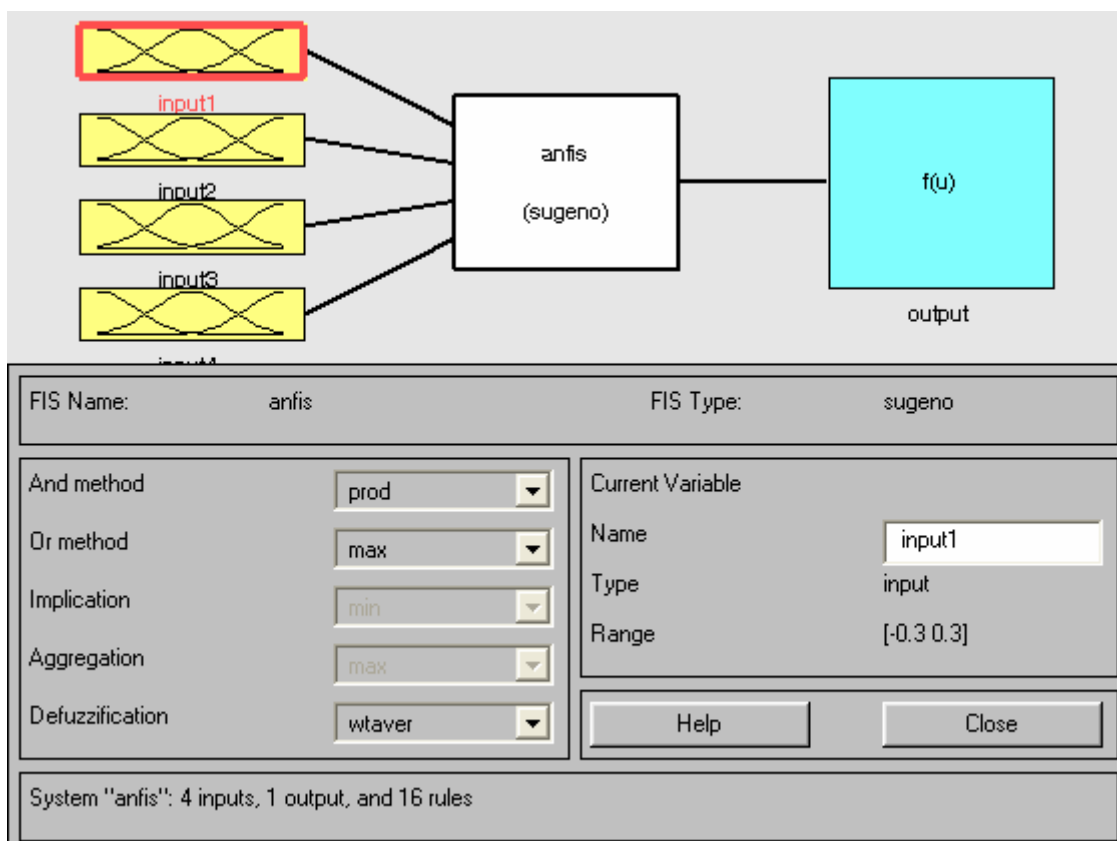 input1
input2
input3
input4
anfis
(sugeno)
f(u)
output
FIS Name: anfis FIS Type: sugeno
And method prod
Or method max
Implication min
Aggregation max
Defuzzification wtaver
Current Variable
Name input1
Type input
Range [-0.3 0.3]
Help Close
System "anfis": 4 inputs, 1 output, and 16 rules